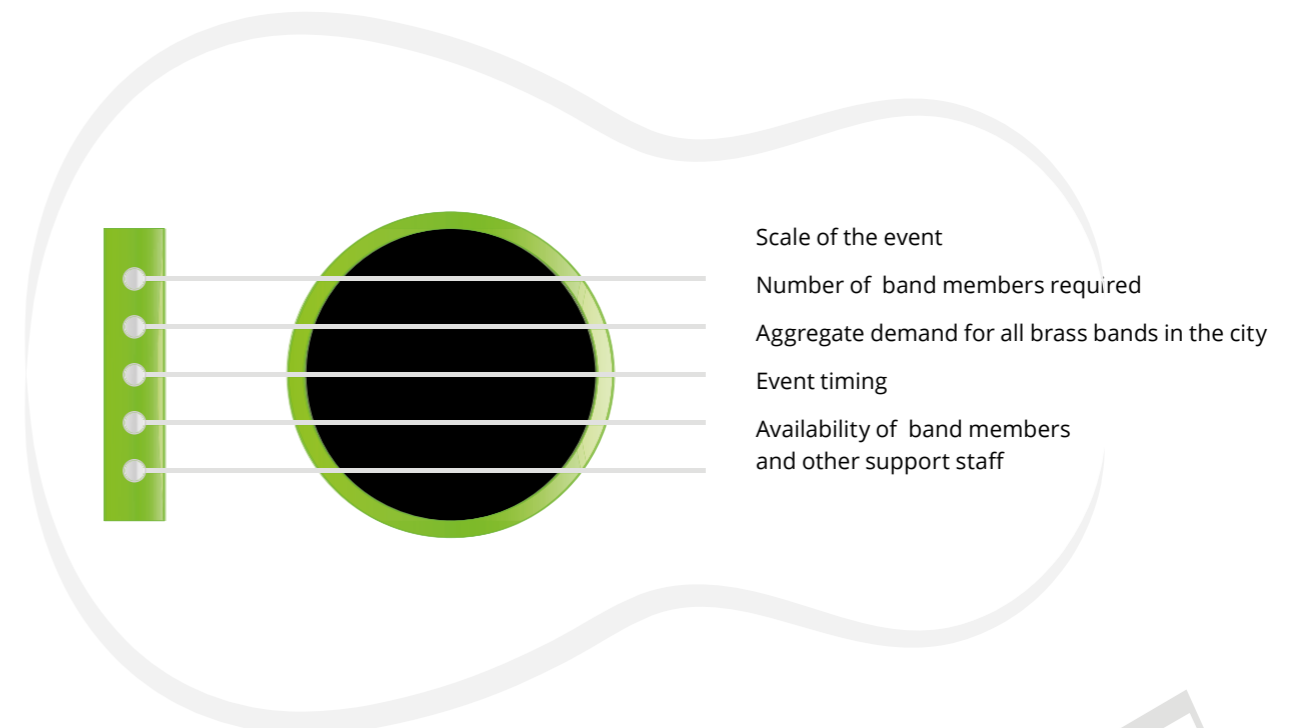 Scale of the event
Number of band members required
Aggregate demand for all brass bands in the city
Event timing
Availability of band members
and other support staff